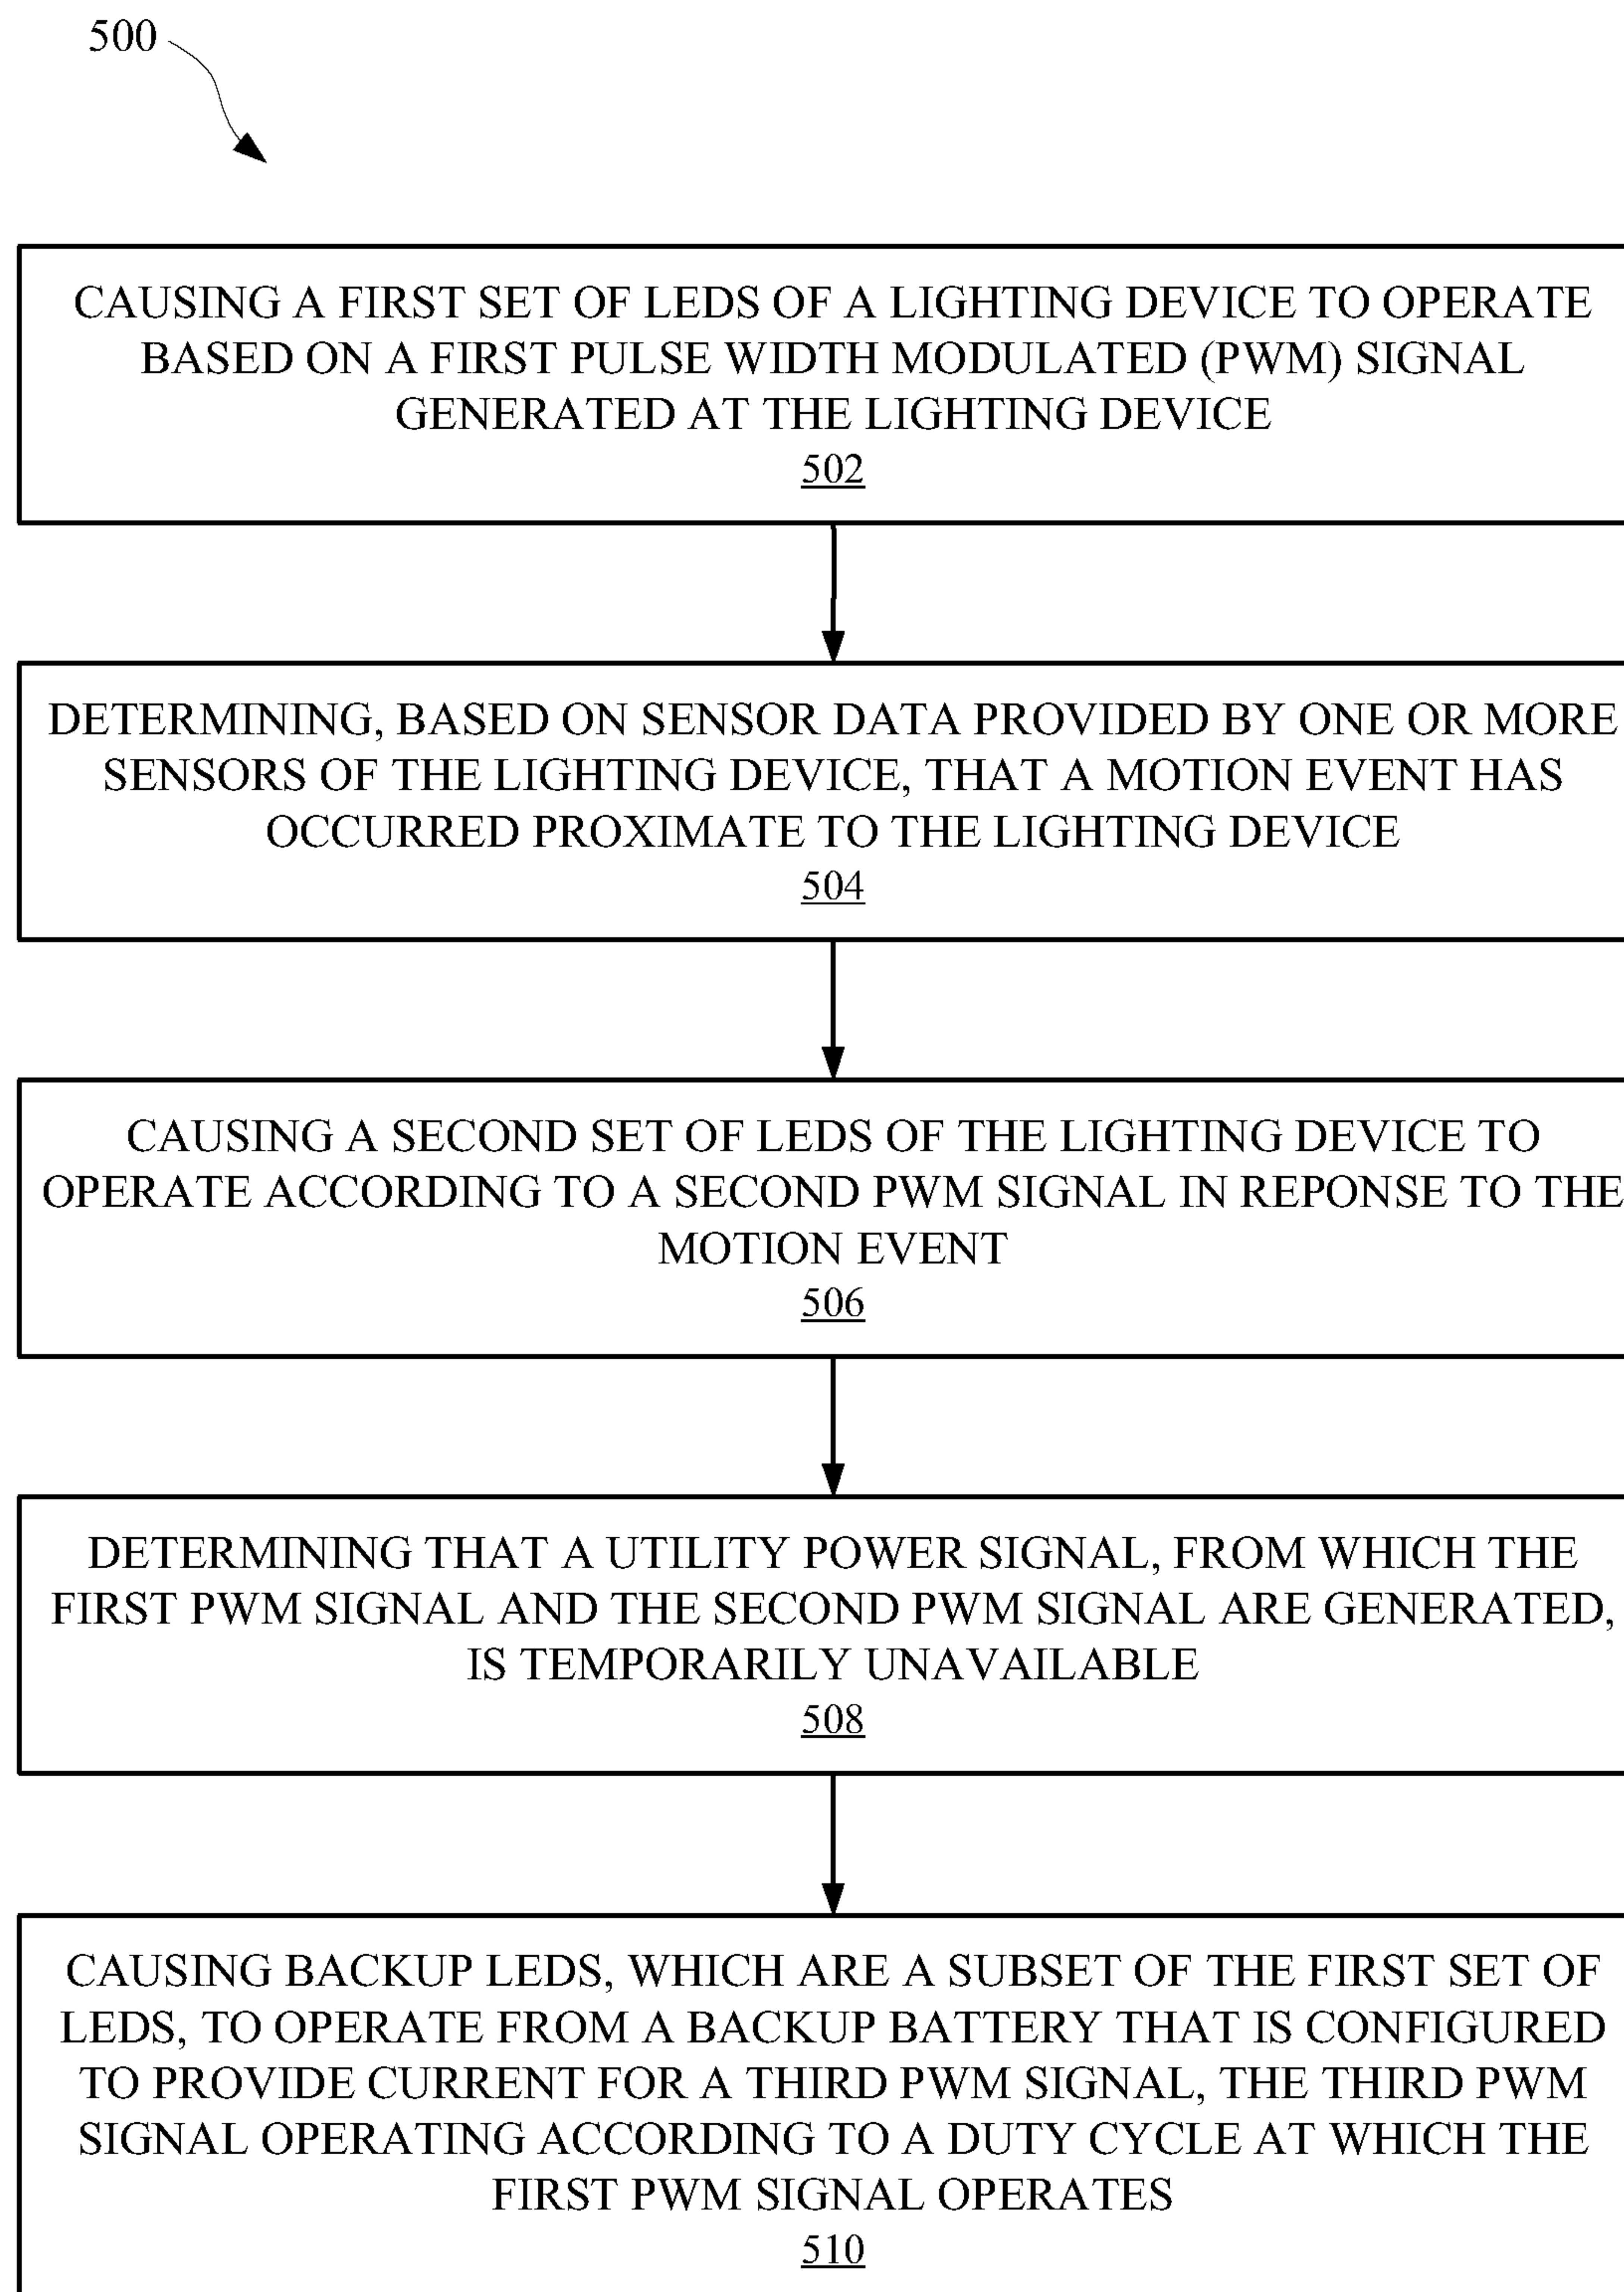 500
CAUSING A FIRST SET OF LEDS OF A LIGHTING DEVICE TO OPERATE
BASED ON A FIRST PULSE WIDTH MODULATED (PWM) SIGNAL
GENERATED AT THE LIGHTING DEVICE
502
DETERMINING, BASED ON SENSOR DATA PROVIDED BY ONE OR MORE
SENSORS OF THE LIGHTING DEVICE, THAT A MOTION EVENT HAS
OCCURRED PROXIMATE TO THE LIGHTING DEVICE
504
CAUSING A SECOND SET OF LEDS OF THE LIGHTING DEVICE TO
OPERATE ACCORDING TO A SECOND PWM SIGNAL IN REPONSE TO THE
MOTION EVENT
506
DETERMINING THAT A UTILITY POWER SIGNAL, FROM WHICH THE
FIRST PWM SIGNAL AND THE SECOND PWM SIGNAL ARE GENERATED,
IS TEMPORARILY UNAVAILABLE
508
CAUSING BACKUP LEDS, WHICH ARE A SUBSET OF THE FIRST SET OF
LEDS, TO OPERATE FROM A BACKUP BATTERY THAT IS CONFIGURED
TO PROVIDE CURRENT FOR A THIRD PWM SIGNAL, THE THIRD PWM
SIGNAL OPERATING ACCORDING TO A DUTY CYCLE AT WHICH THE
FIRST PWM SIGNAL OPERATES
510